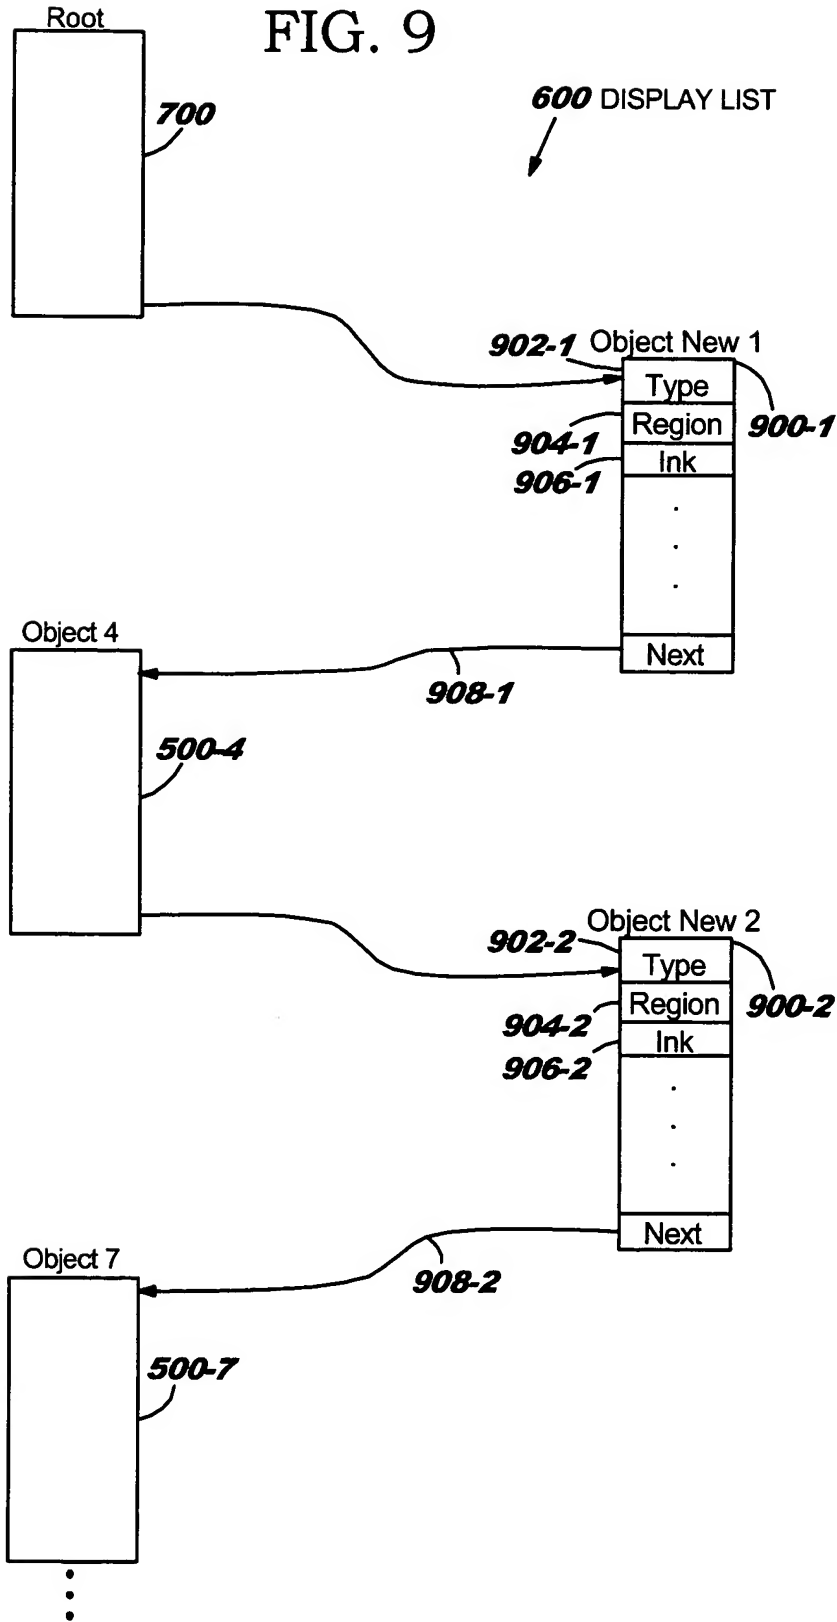 Root
FIG. 9
600 DISPLAY LIST
700
902-1
Object New 1
Type
900-1
904-1
Region
906-1
Ink
Object 4
Next
908-1
500-4
Object New 2
902-2
Type
900-2
904-2
Region
906-2
Ink
Next
Object 7
908-2
500-7